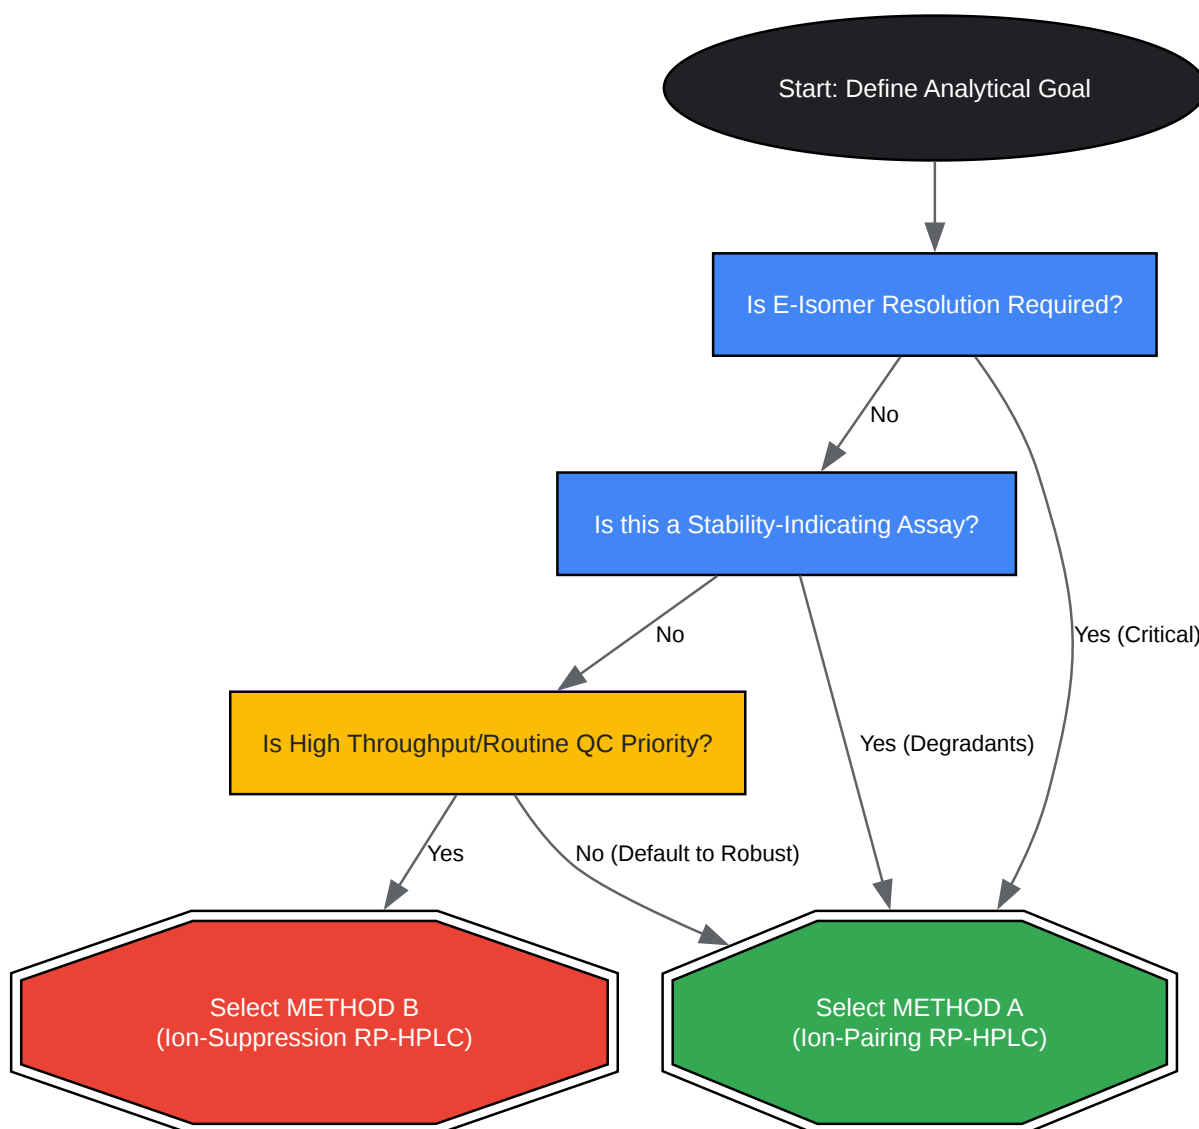 Start: Define Analytical Goal
Is E-Isomer Resolution Required?
No
Is this a Stability-Indicating Assay?
No
Yes (Critical)
Is High Throughput/Routine QC Priority?
Yes (Degradants)
Yes
No (Default to Robust)
Select METHOD B
(Ion-Suppression RP-HPLC)
Select METHOD A
(Ion-Pairing RP-HPLC)